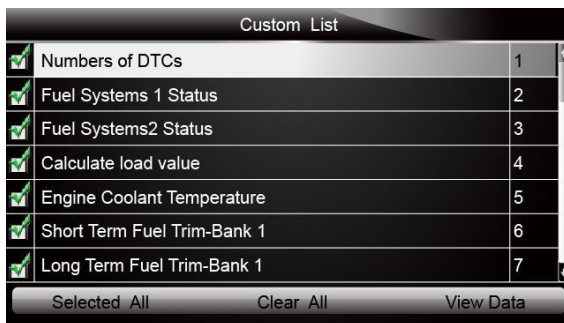 Custom List
Numbers of DTCs 1
Fuel Systems 1 Status 2
Fuel Systems2 Status 3
Calculate load value 4
Engine Coolant Temperature 5
Short Term Fuel Trim-Bank 1 6
Long Term Fuel Trim-Bank 1 7
Selected All Clear All View Data